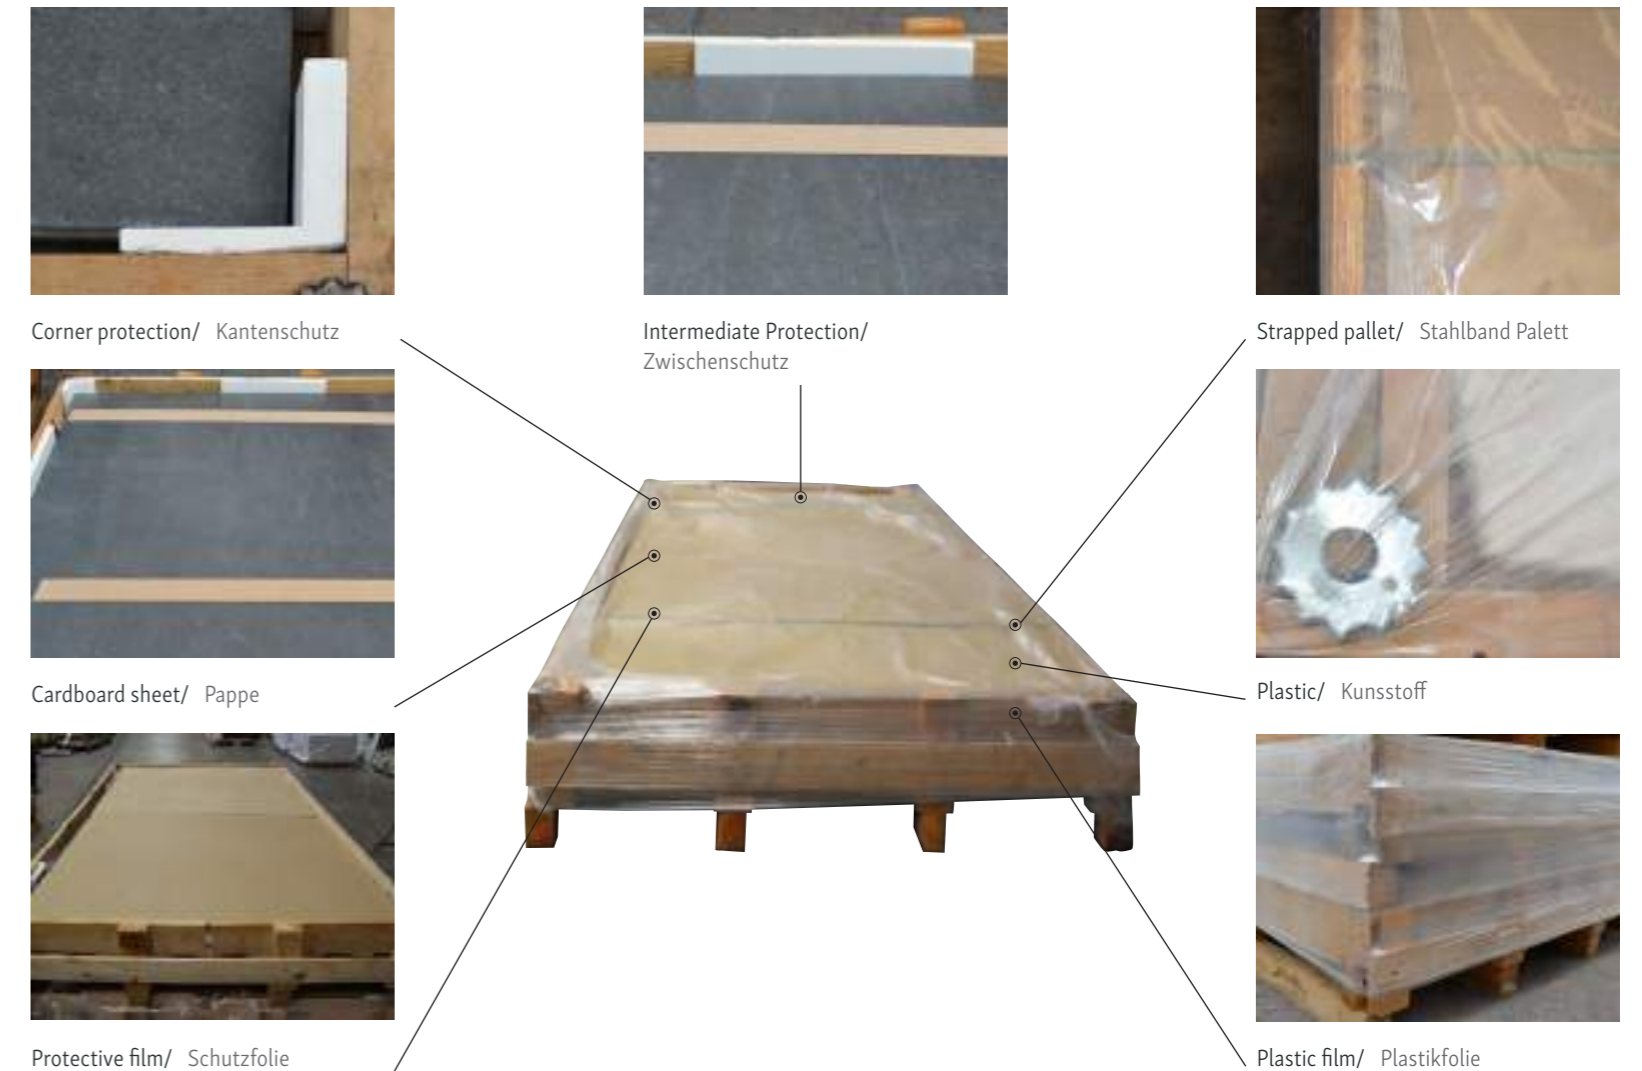 Corner protection/ Kantenschutz
Intermediate Protection/
Zwischenschutz
Strapped pallet/ Stahlband Palett
Cardboard sheet/ Pappe
Plastic/ Kunsstoff
Protective film/ Schutzfolie
Plastic film/ Plastikfolie